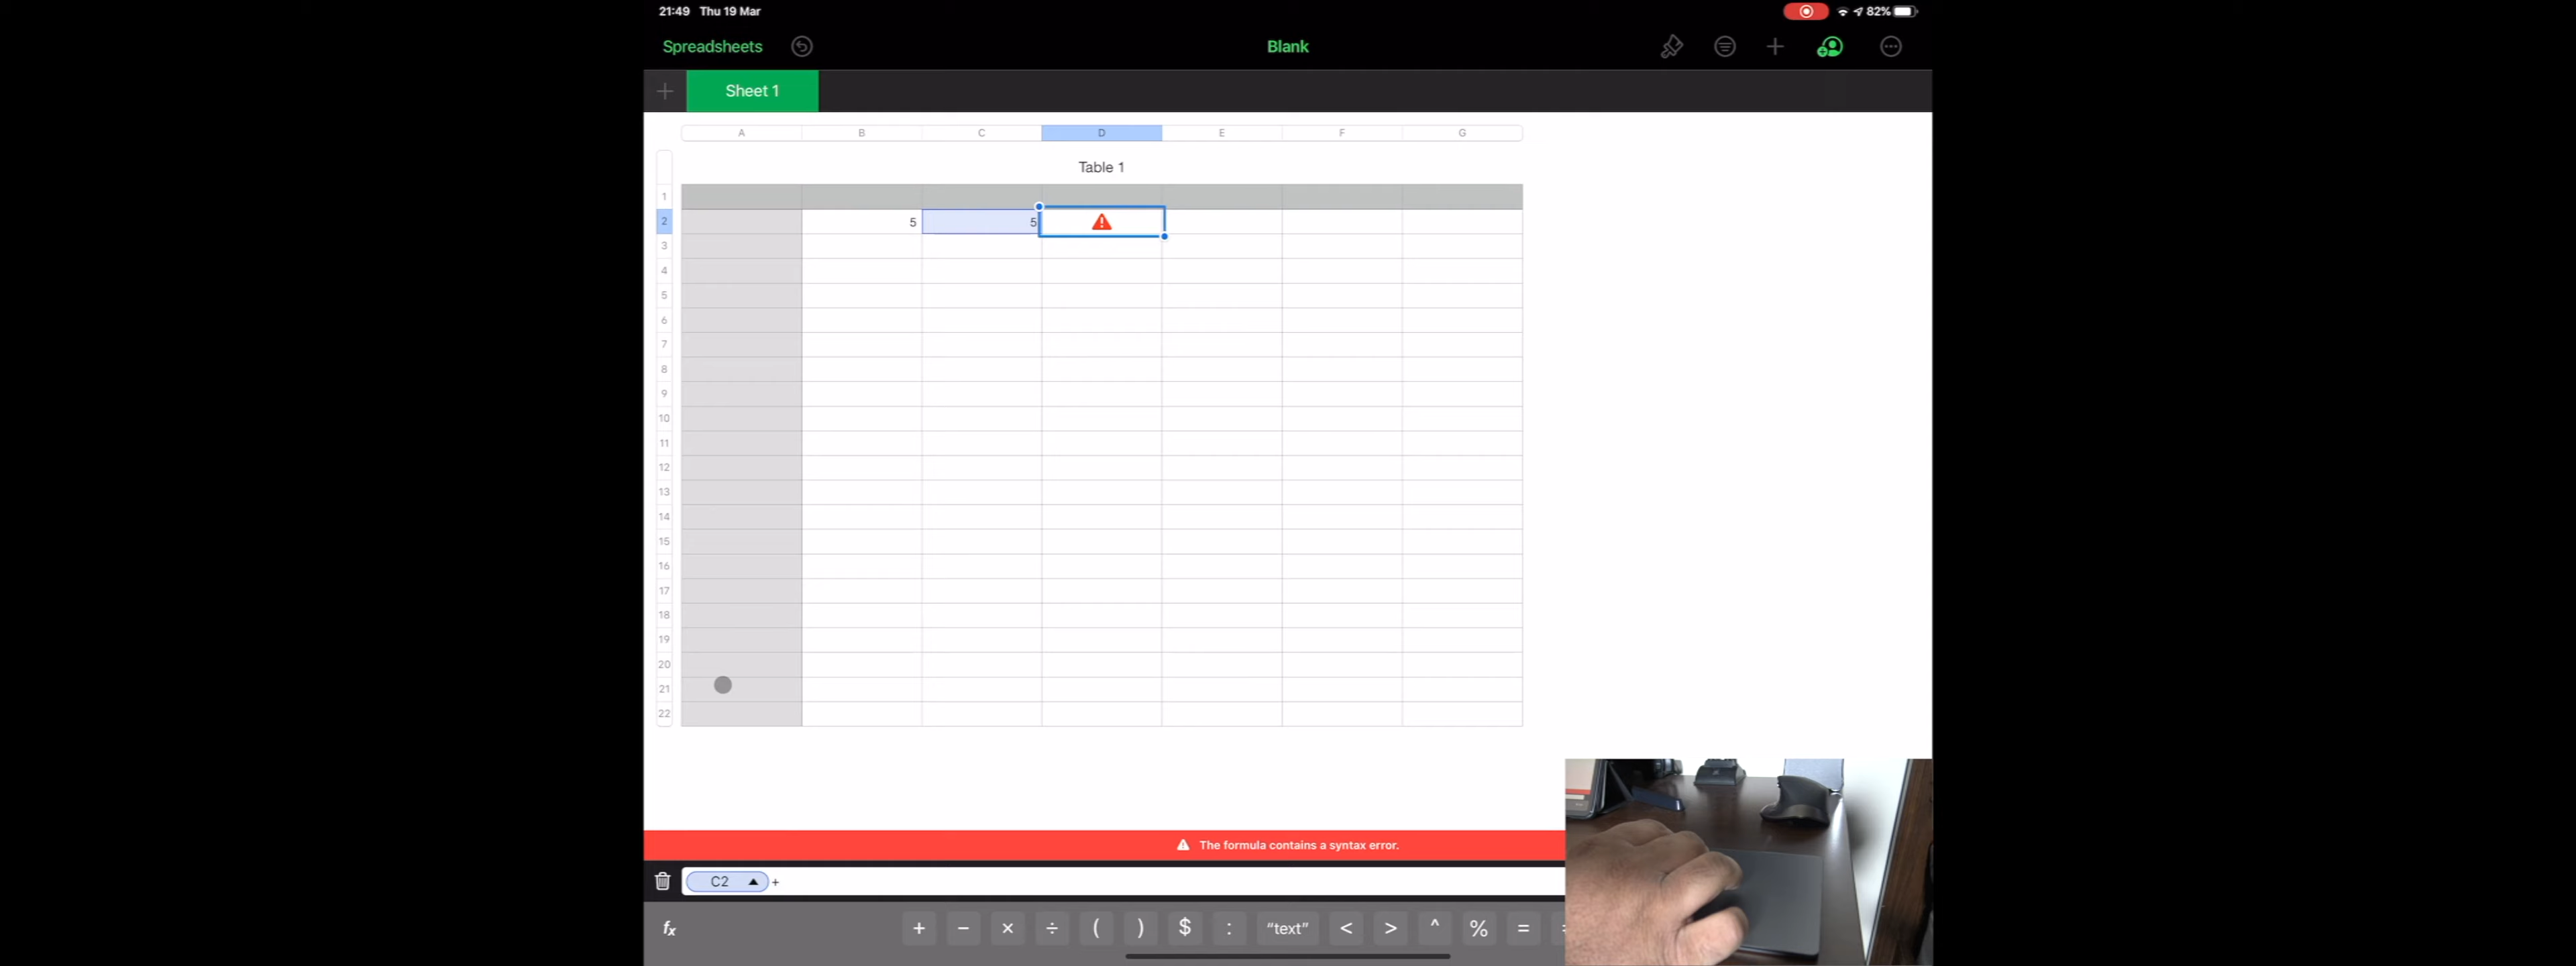 21:49 Thu 19 Mar 82%
Spreadsheets Blank
Sheet 1
A B C D E F G
Table 1
1
2 5 5
3
4
5
6
7
8
9
10
11
12
13
14
15
16
17
18
19
20
21
22
The formula contains a syntax error.
C2 +
fx + − × ÷ ( ) $ : "text" < > ^ % =